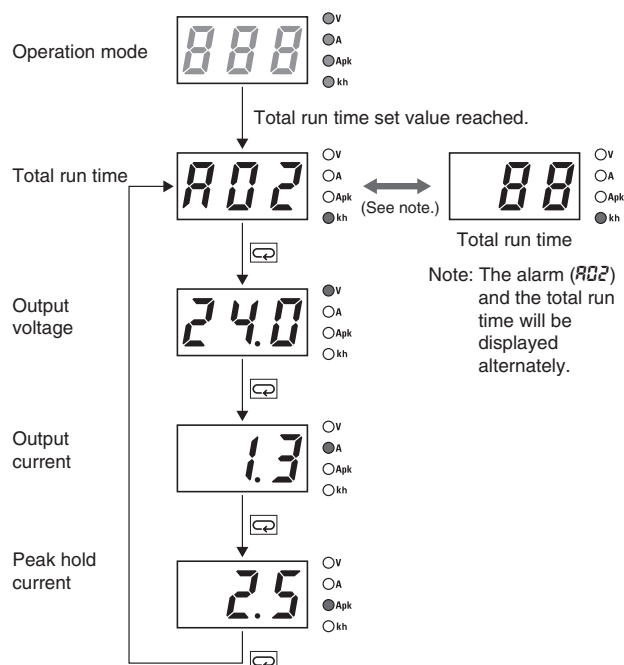 Operation mode
888
V
A
Apk
kh
Total run time set value reached.
Total run time
A02
V
A
Apk
kh
(See note.)
88
V
A
Apk
kh
Total run time
Note: The alarm (A02)
and the total run
time will be
displayed
alternately.
Output
voltage
24.0
V
A
Apk
kh
Output
current
1.3
V
A
Apk
kh
Peak hold
current
2.5
V
A
Apk
kh